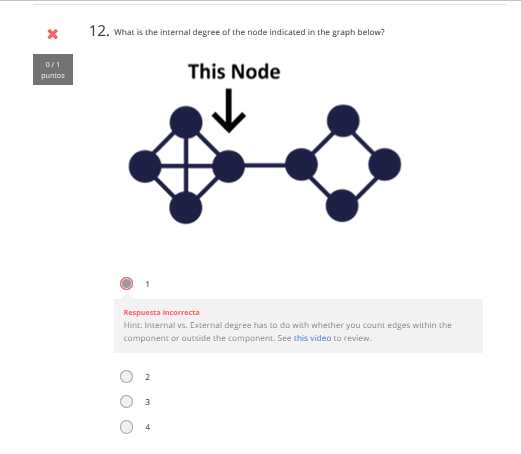 12. What is the internal degree of the node indicated in the graph below?
0 / 1
puntos
This Node
1
Respuesta incorrecta
Hint: Internal vs. External degree has to do with whether you count edges within the
component or outside the component. See this video to review.
2
3
4